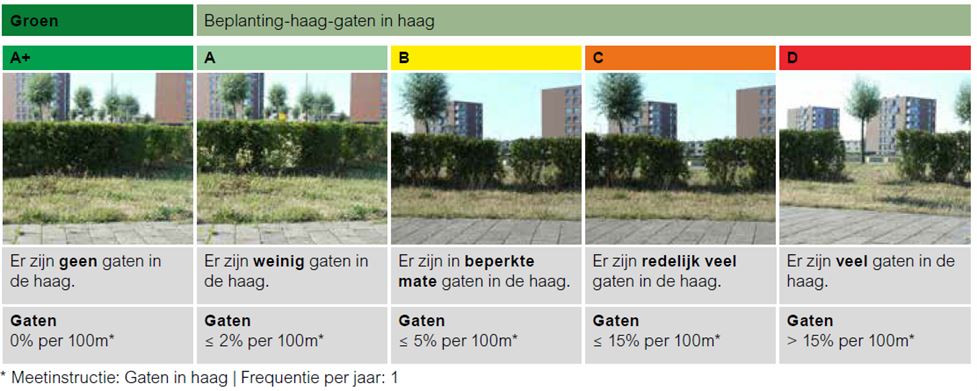 Groen
Beplanting-haag-gaten in haag
A+
A
B
C
D
Er zijn geen gaten in
de haag.
Er zijn weinig gaten in
de haag.
Er zijn in beperkte
mate gaten in de haag.
Er zijn redelijk veel
gaten in de haag.
Er zijn veel gaten in de
haag.
Gaten
0% per 100m*
Gaten
≤ 2% per 100m*
Gaten
≤ 5% per 100m*
Gaten
≤ 15% per 100m*
Gaten
> 15% per 100m*
* Meetinstructie: Gaten in haag | Frequentie per jaar: 1